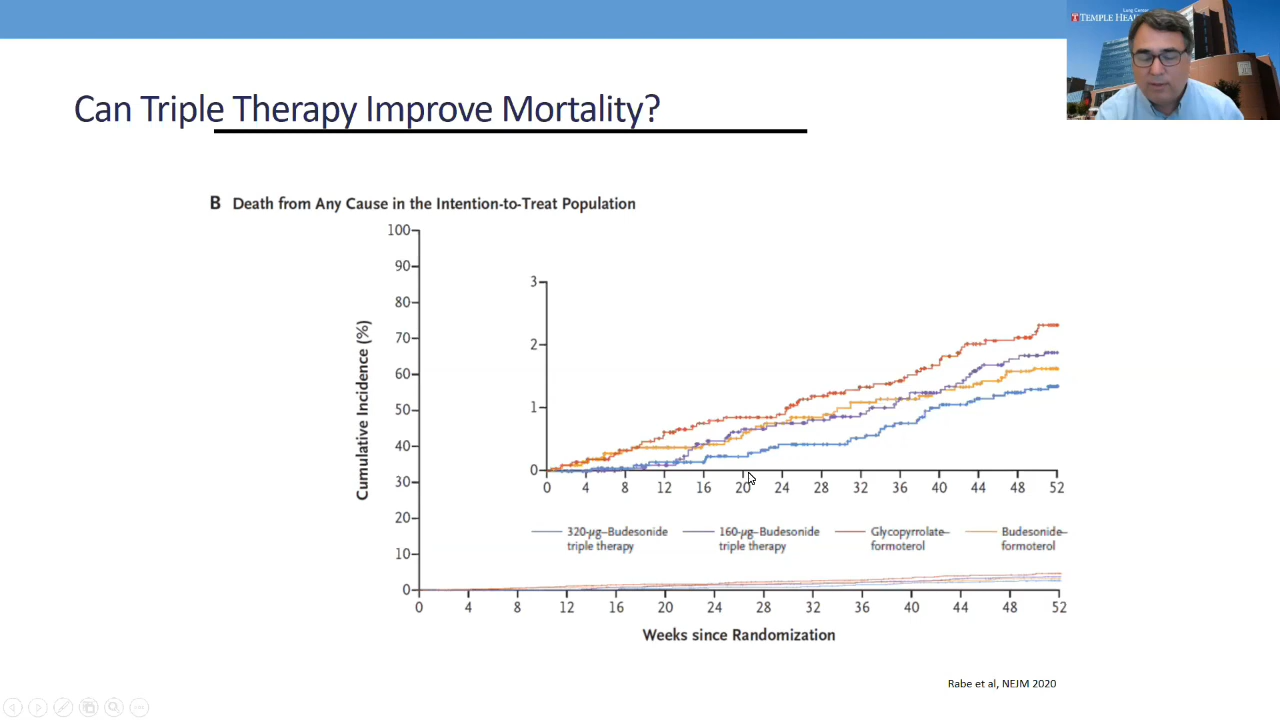 Lung Center
TEMPLE HEA
Can Triple Therapy Improve Mortality?
B Death from Any Cause in the Intention-to-Treat Population
Cumulative Incidence (%)
100
90
80
70
60
50
40
30
20
10
0
3
2
1
0
0 4 8 12 16 20 24 28 32 36 40 44 48 52
320-µg–Budesonide triple therapy
160-µg–Budesonide triple therapy
Glycopyrrolate–formoterol
Budesonide–formoterol
0 4 8 12 16 20 24 28 32 36 40 44 48 52
Weeks since Randomization
Rabe et al, NEJM 2020